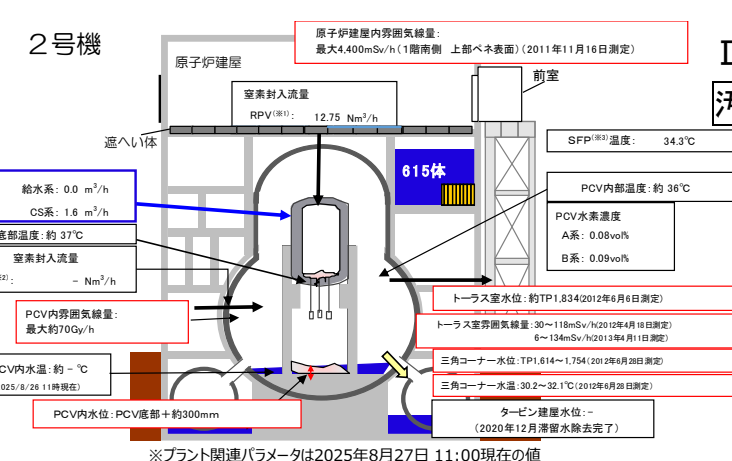 2号機
原子炉建屋内雰囲気線量:
最大4,400mSv/h(1階南側 上部ペネ表面)(2011年11月16日測定)
原子炉建屋
前室
窒素封入流量
RPV(※1): 12.75 Nm³/h
遮へい体
SFP(※3)温度: 34.3℃
615体
給水系: 0.0 m³/h
CS系: 1.6 m³/h
PCV内部温度:約 36℃
PCV水素濃度
A系: 0.08vol%
B系: 0.09vol%
底部温度:約 37℃
窒素封入流量
※2): - Nm³/h
トーラス室水位:約TP1,834(2012年6月6日測定)
PCV内雰囲気線量:
最大約70Gy/h
トーラス室雰囲気線量:30～118mSv/h(2012年4月18日測定)
6～134mSv/h(2013年4月11日測定)
三角コーナー水位:TP1,614～1,754(2012年6月28日測定)
CV内水温:約 - ℃
025/8/26 11時現在)
三角コーナー水温:30.2～32.1℃(2012年6月28日測定)
PCV内水位:PCV底部+約300mm
タービン建屋水位:-
(2020年12月滞留水除去完了)
※プラント関連パラメータは2025年8月27日 11:00現在の値